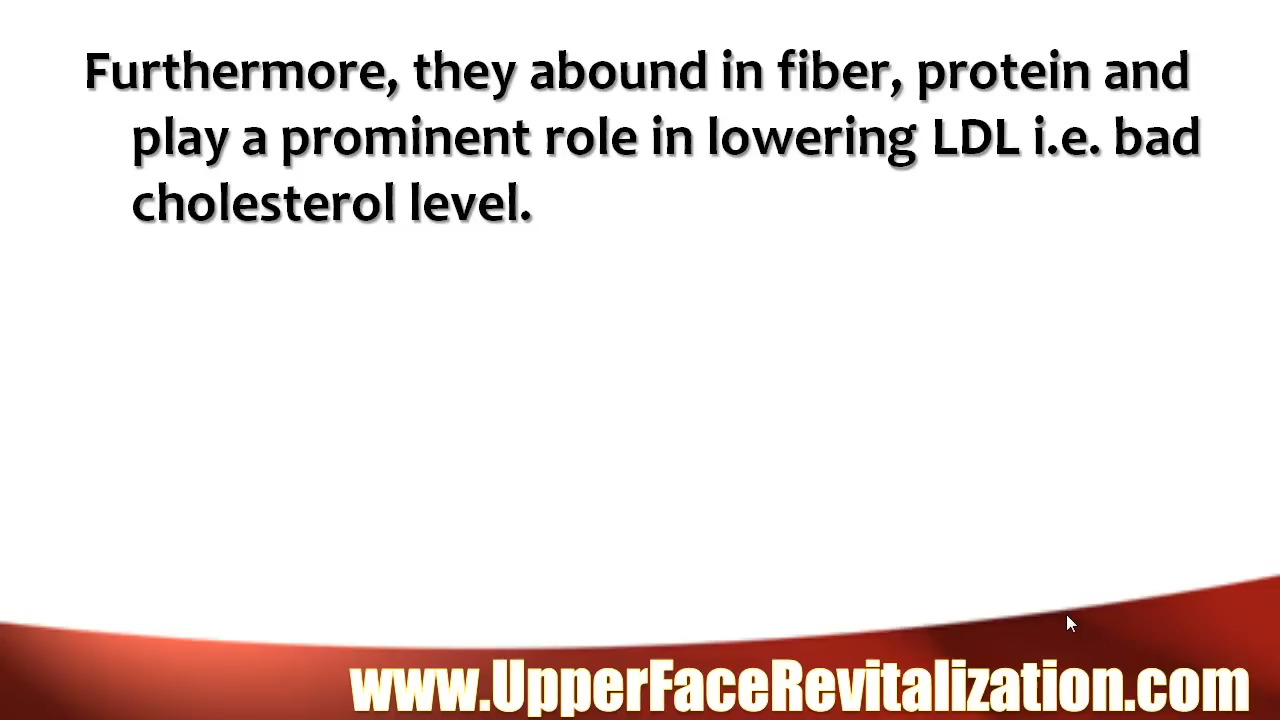 Furthermore, they abound in fiber, protein and
play a prominent role in lowering LDL i.e. bad
cholesterol level.
www.UpperFaceRevitalization.com